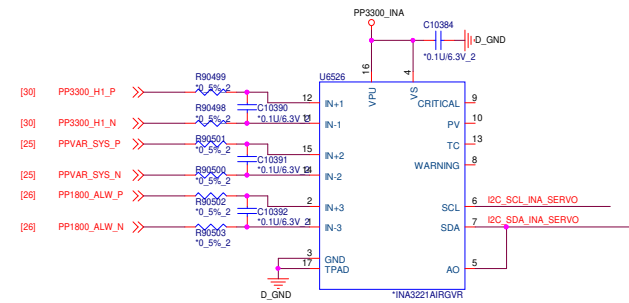 PP3300_INA
C10384
D_GND
*0.1U/6.3V_2
16
4
U6526
VPU
VS
R90499
[30] PP3300_H1_P
*0_5%_2
12 IN+1
CRITICAL 9
C10390
R90498
*0.1U/6.3V_2
[30] PP3300_H1_N
IN-1
PV 10
*0_5%_2
R90501
TC 13
[25] PPVAR_SYS_P
*0_5%_2
15 IN+2
C10391
WARNING 8
R90500
*0.1U/6.3V_2
14
[25] PPVAR_SYS_N
IN-2
*0_5%_2
[26] PP1800_ALW_P
R90502
2 IN+3
SCL 6 I2C_SCL_INA_SERVO
*0_5%_2
C10392
*0.1U/6.3V_2
[26] PP1800_ALW_N
IN-3
SDA 7 I2C_SDA_INA_SERVO
R90503
*0_5%_2
3 GND
17 TPAD
AO 5
D_GND
*INA3221AIRGVR